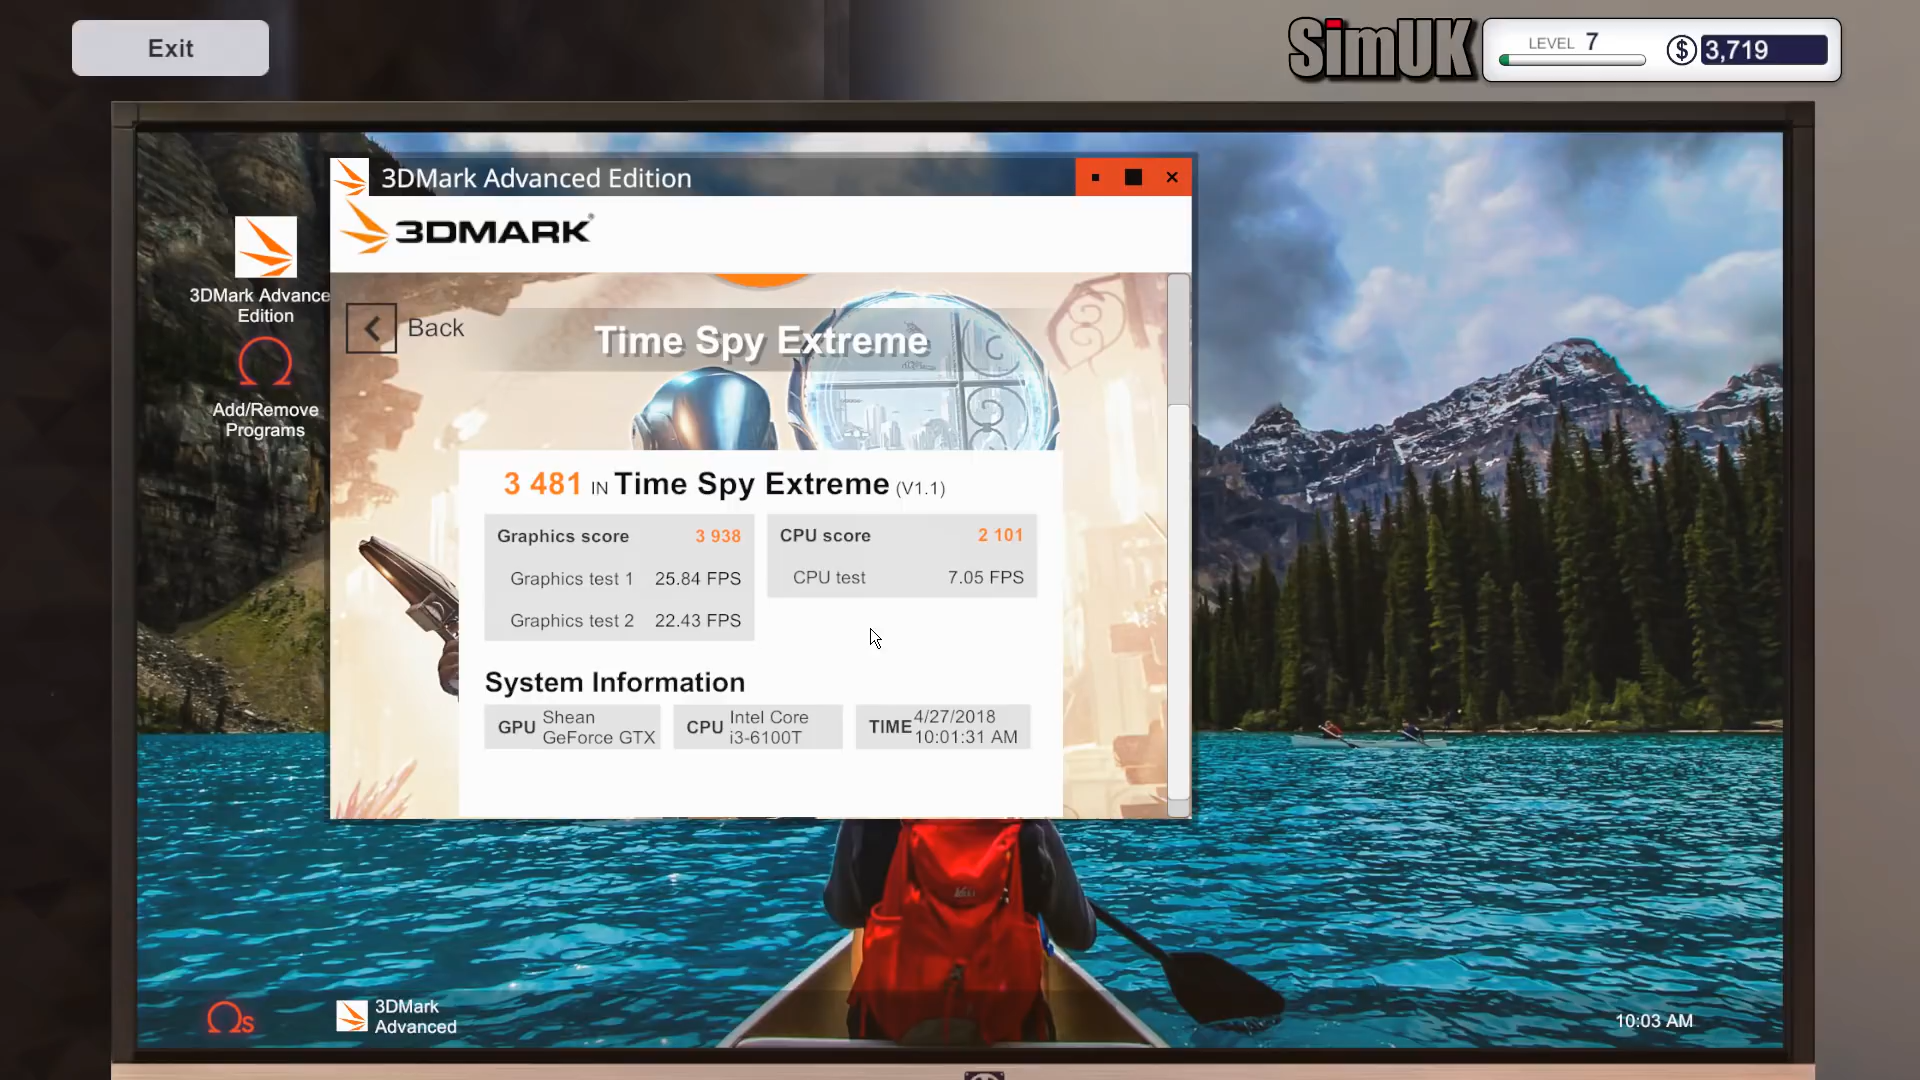 Exit
SimUK
LEVEL 7
$ 3,719
3DMark Advanced Edition
3DMARK
3DMark Advance
Edition
Add/Remove
Programs
Back
Time Spy Extreme
3 481 IN Time Spy Extreme (V1.1)
Graphics score 3 938
Graphics test 1 25.84 FPS
Graphics test 2 22.43 FPS
CPU score 2 101
CPU test 7.05 FPS
System Information
GPU Shean
GeForce GTX
CPU Intel Core
i3-6100T
TIME 4/27/2018
10:01:31 AM
Ωs
3DMark
Advanced
10:03 AM